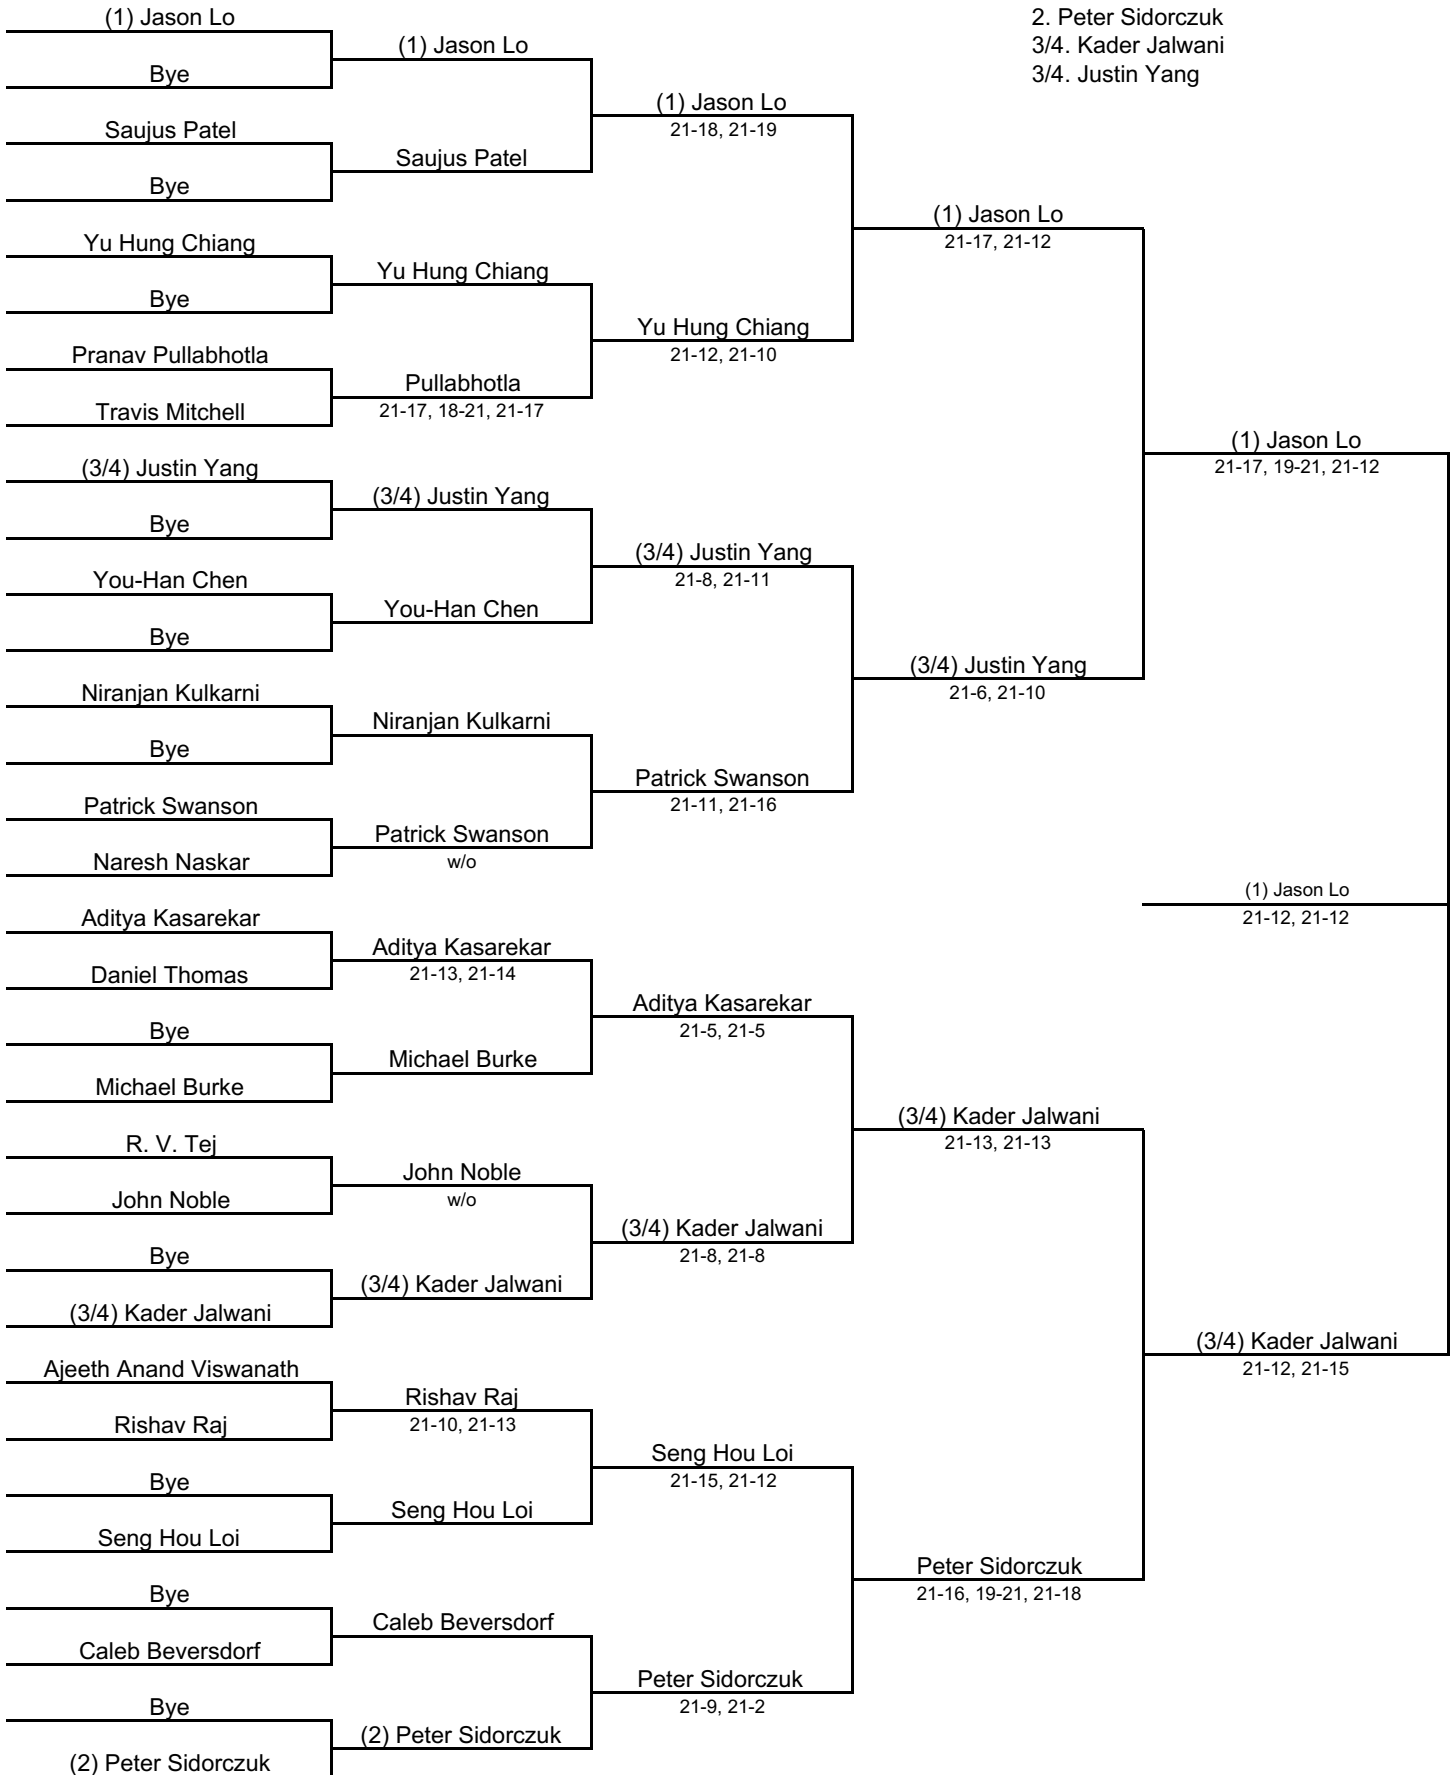 2. Peter Sidorczuk
3/4. Kader Jalwani
3/4. Justin Yang
(1) Jason Lo
Bye
Saujus Patel
Bye
Yu Hung Chiang
Bye
Pranav Pullabhotla
Travis Mitchell
(3/4) Justin Yang
Bye
You-Han Chen
Bye
Niranjan Kulkarni
Bye
Patrick Swanson
Naresh Naskar
Aditya Kasarekar
Daniel Thomas
Bye
Michael Burke
R. V. Tej
John Noble
Bye
(3/4) Kader Jalwani
Ajeeth Anand Viswanath
Rishav Raj
Bye
Seng Hou Loi
Bye
Caleb Beversdorf
Bye
(2) Peter Sidorczuk
(1) Jason Lo
Saujus Patel
Yu Hung Chiang
Pullabhotla
21-17, 18-21, 21-17
(3/4) Justin Yang
You-Han Chen
Niranjan Kulkarni
Patrick Swanson
w/o
Aditya Kasarekar
21-13, 21-14
Michael Burke
John Noble
w/o
(3/4) Kader Jalwani
Rishav Raj
21-10, 21-13
Seng Hou Loi
Caleb Beversdorf
(2) Peter Sidorczuk
(1) Jason Lo
21-18, 21-19
Yu Hung Chiang
21-12, 21-10
(3/4) Justin Yang
21-8, 21-11
Patrick Swanson
21-11, 21-16
Aditya Kasarekar
21-5, 21-5
(3/4) Kader Jalwani
21-8, 21-8
Seng Hou Loi
21-15, 21-12
Peter Sidorczuk
21-9, 21-2
(1) Jason Lo
21-17, 21-12
(3/4) Justin Yang
21-6, 21-10
(3/4) Kader Jalwani
21-13, 21-13
Peter Sidorczuk
21-16, 19-21, 21-18
(1) Jason Lo
21-17, 19-21, 21-12
(1) Jason Lo
21-12, 21-12
(3/4) Kader Jalwani
21-12, 21-15